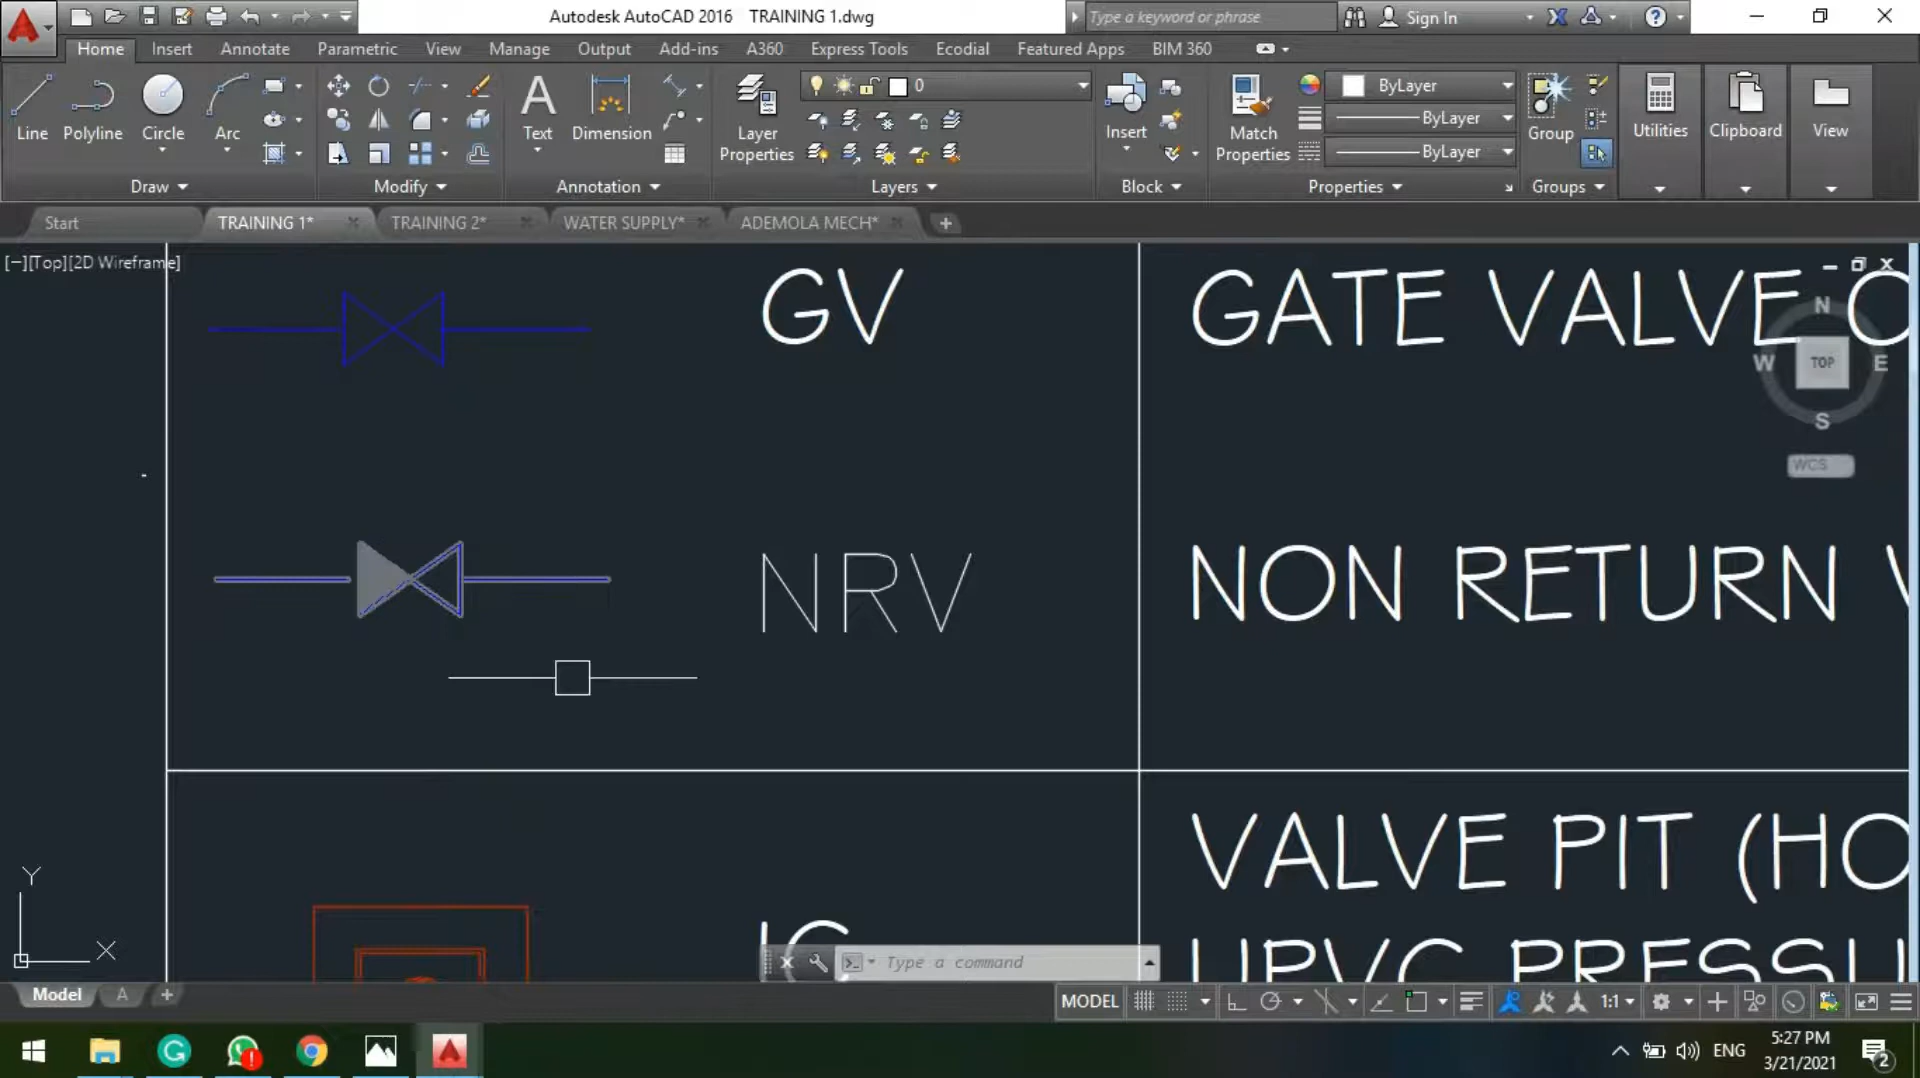 Autodesk AutoCAD 2016 TRAINING 1.dwg
Type a keyword or phrase
Sign In
Home Insert Annotate Parametric View Manage Output Add-ins A360 Express Tools Ecodial Featured Apps BIM 360
Line Polyline Circle Arc
Text Dimension
Layer Properties
0
Insert
Match Properties
ByLayer
ByLayer
ByLayer
Group
Utilities
Clipboard
View
Draw Modify Annotation Layers Block Properties Groups
Start TRAINING 1* TRAINING 2* WATER SUPPLY* ADEMOLA MECH*
[−][Top][2D Wireframe]
GV GATE VALVE
N
W TOP E
S
WCS
NRV NON RETURN
VALVE PIT
Y
X
Type a command
UPVC
Model A
MODEL 1:1
ENG
5:27 PM
3/21/2021
2